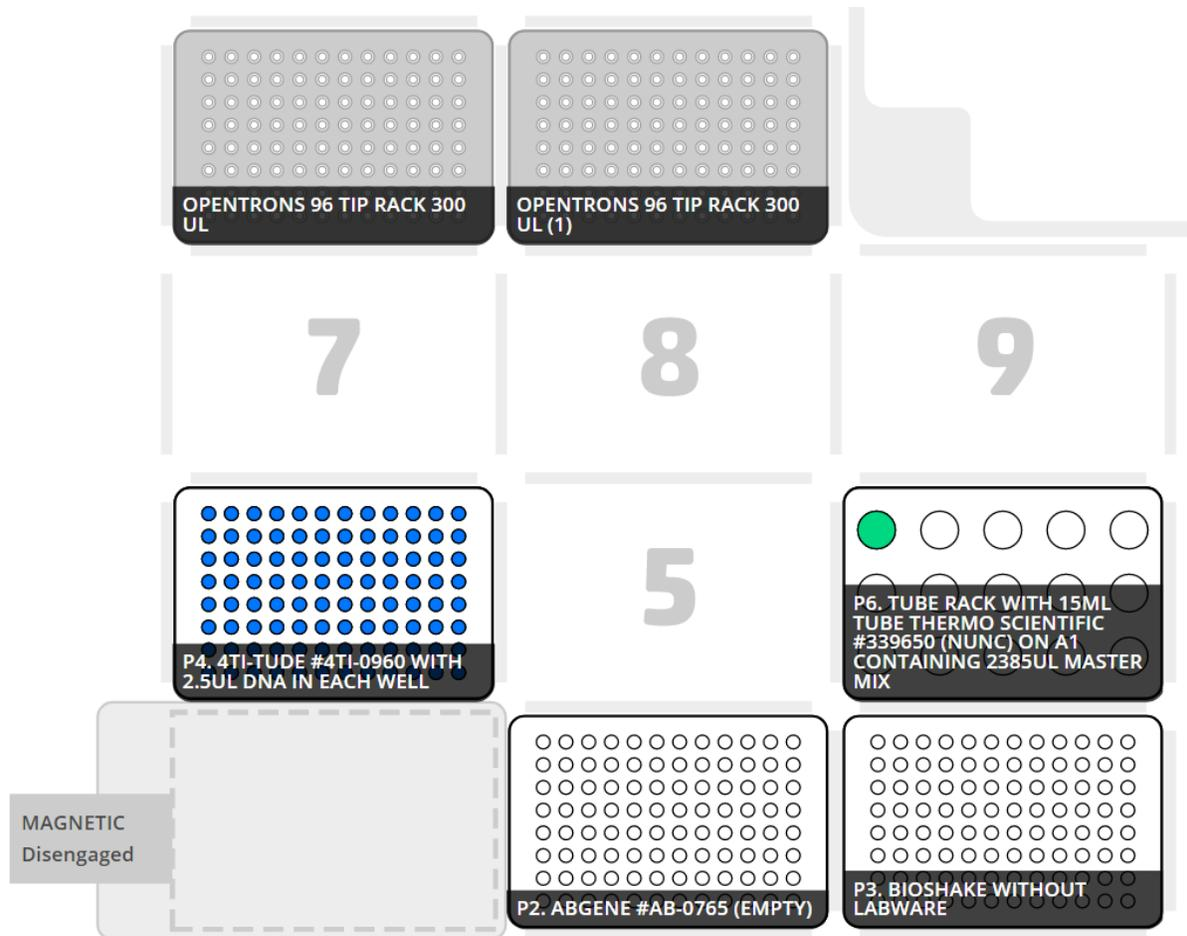 OPENTRONS 96 TIP RACK 300
UL
OPENTRONS 96 TIP RACK 300
UL (1)
7
8
9
P4. 4TI-TUDE #4TI-0960 WITH
2.5UL DNA IN EACH WELL
5
P6. TUBE RACK WITH 15ML
TUBE THERMO SCIENTIFIC
#339650 (NUNC) ON A1
CONTAINING 2385UL MASTER
MIX
MAGNETIC
Disengaged
P2. ABGENE #AB-0765 (EMPTY)
P3. BIOSHAKE WITHOUT
LABWARE